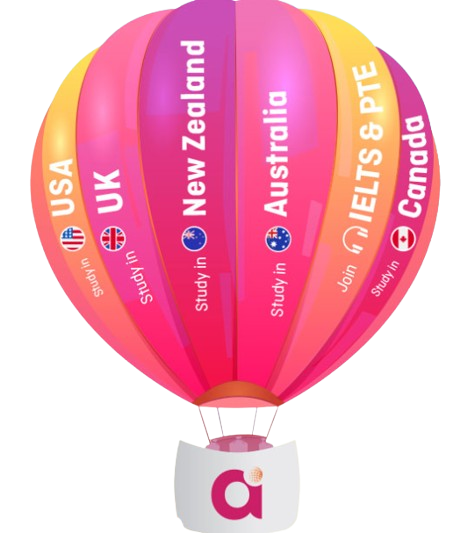 Study in USA
Study in UK
Study in New Zealand
Study in Australia
Join IELTS & PTE
Study in Canada
a